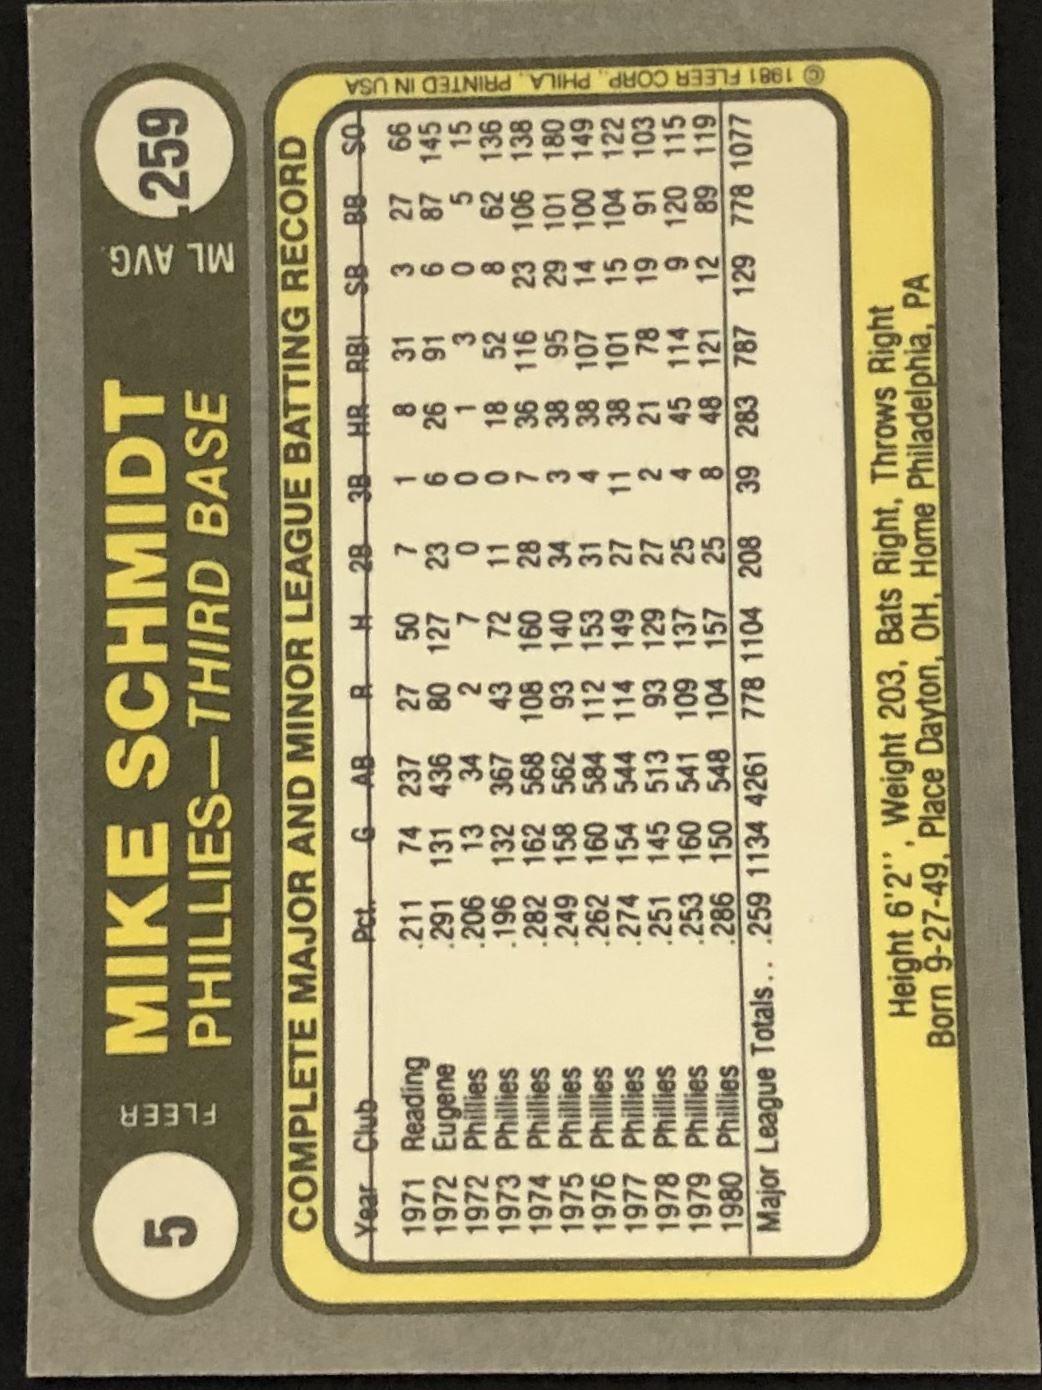 5 FLEER MIKE SCHMIDT ML AVG. .259
PHILLIES—THIRD BASE
COMPLETE MAJOR AND MINOR LEAGUE BATTING RECORD
Year Club Pct. G AB R H 2B 3B HR RBI SB BB SO
1971 Reading .211 74 237 27 50 7 1 8 31 3 27 66
1972 Eugene .291 131 436 80 127 23 6 26 91 6 87 145
1972 Phillies .206 13 34 2 7 0 0 1 3 0 5 15
1973 Phillies .196 132 367 43 72 11 0 18 52 8 62 136
1974 Phillies .282 162 568 108 160 28 7 36 116 23 106 138
1975 Phillies .249 158 562 93 140 34 3 38 95 29 101 180
1976 Phillies .262 160 584 112 153 31 4 38 107 14 100 149
1977 Phillies .274 154 544 114 149 27 11 38 101 15 104 122
1978 Phillies .251 145 513 93 129 27 2 21 78 19 91 103
1979 Phillies .253 160 541 109 137 25 4 45 114 9 120 115
1980 Phillies .286 150 548 104 157 25 8 48 121 12 89 119
Major League Totals... .259 1134 4261 778 1104 208 39 283 787 129 778 1077
Height 6'2'', Weight 203, Bats Right, Throws Right
Born 9-27-49, Place Dayton, OH, Home Philadelphia, PA
© 1981 FLEER CORP., PHILA., PRINTED IN USA